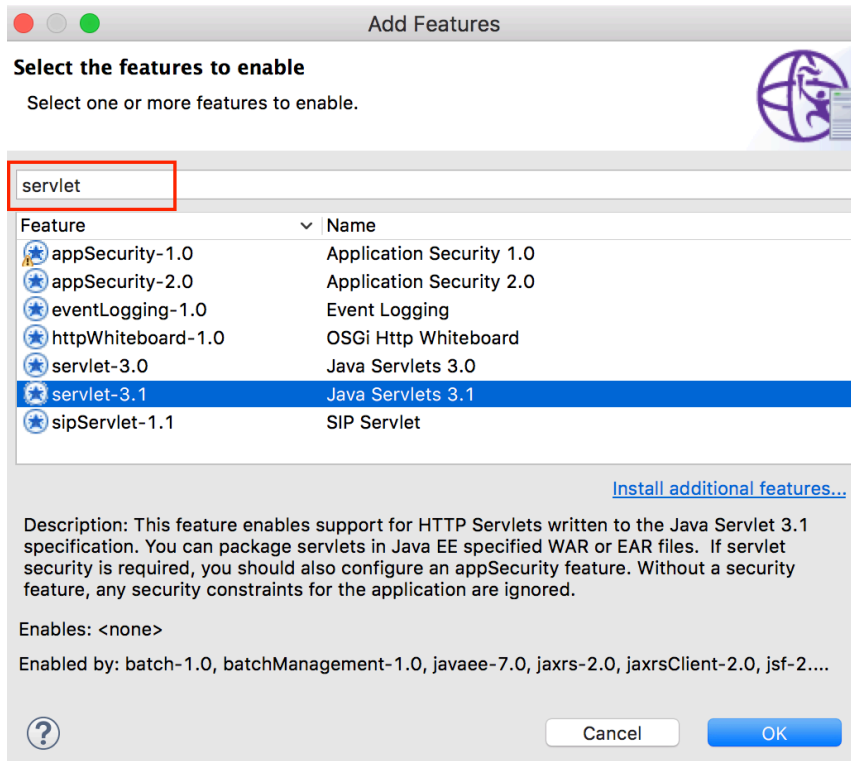 Add Features
Select the features to enable
Select one or more features to enable.
servlet
Feature Name
appSecurity-1.0 Application Security 1.0
appSecurity-2.0 Application Security 2.0
eventLogging-1.0 Event Logging
httpWhiteboard-1.0 OSGi Http Whiteboard
servlet-3.0 Java Servlets 3.0
servlet-3.1 Java Servlets 3.1
sipServlet-1.1 SIP Servlet
Install additional features...
Description: This feature enables support for HTTP Servlets written to the Java Servlet 3.1
specification. You can package servlets in Java EE specified WAR or EAR files.  If servlet
security is required, you should also configure an appSecurity feature. Without a security
feature, any security constraints for the application are ignored.
Enables: <none>
Enabled by: batch-1.0, batchManagement-1.0, javaee-7.0, jaxrs-2.0, jaxrsClient-2.0, jsf-2....
? Cancel OK